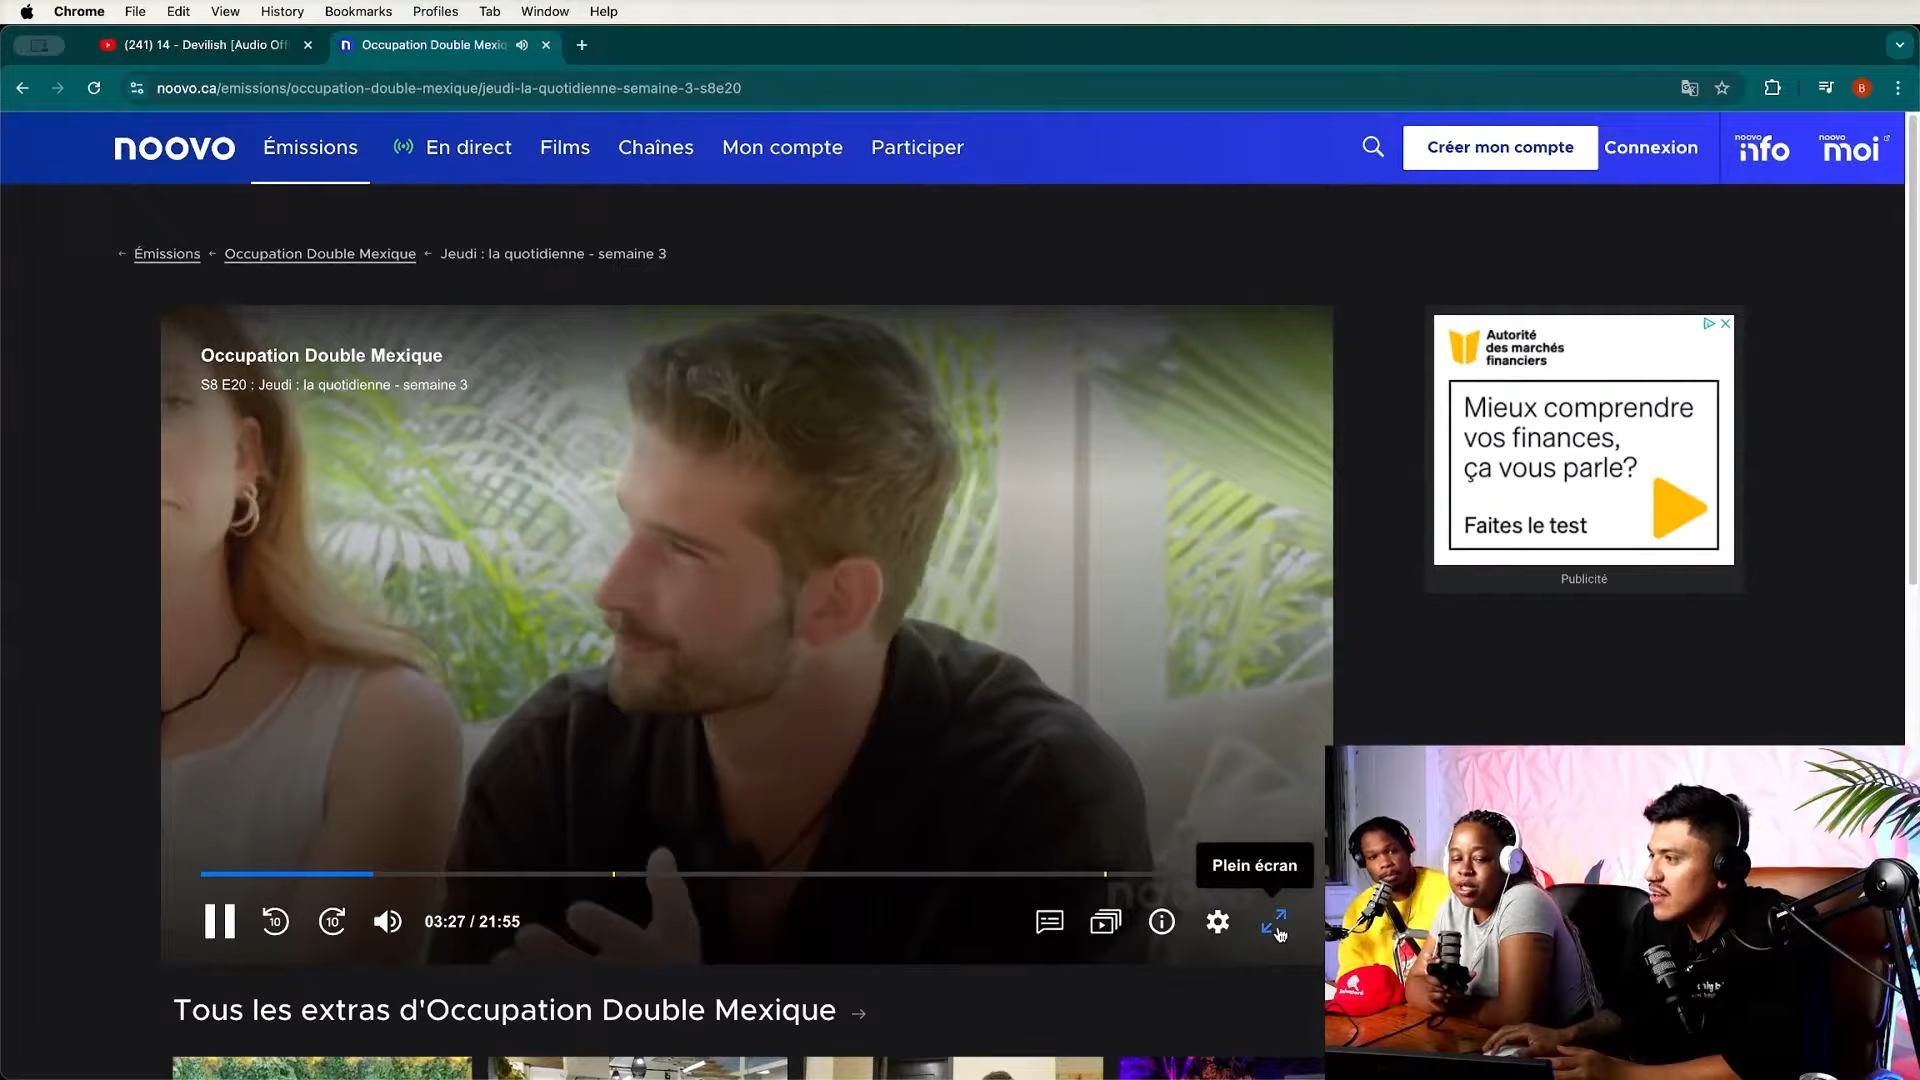 Chrome File Edit View History Bookmarks Profiles Tab Window Help
(241) 14 - Devilish [Audio Off
Occupation Double Mexiq
noovo.ca/emissions/occupation-double-mexique/jeudi-la-quotidienne-semaine-3-s8e20
B
noovo Émissions En direct Films Chaînes Mon compte Participer Créer mon compte Connexion
noovo info
noovo moi
← Émissions ← Occupation Double Mexique ← Jeudi : la quotidienne - semaine 3
Occupation Double Mexique
S8 E20 : Jeudi : la quotidienne - semaine 3
Autorité
des marchés
financiers
Mieux comprendre
vos finances,
ça vous parle?
Faites le test
Publicité
Plein écran
10 10 03:27 / 21:55
Tous les extras d'Occupation Double Mexique →